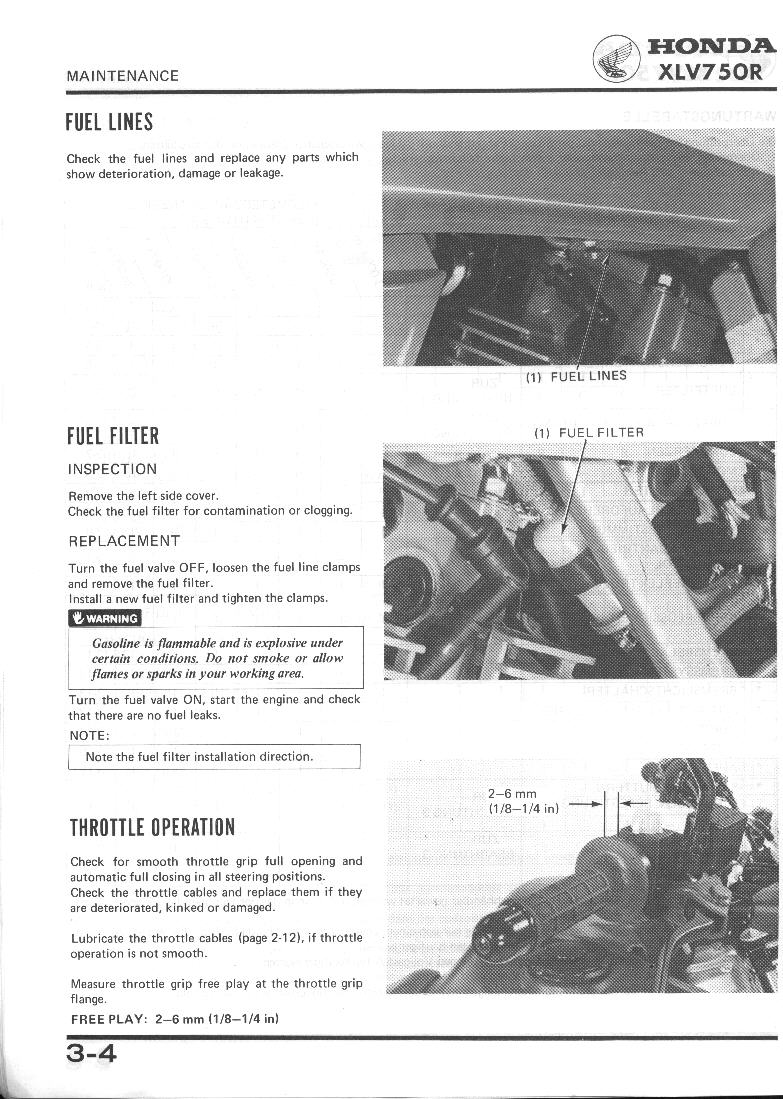 MAINTENANCE
HONDA
XLV750R
FUEL LINES
Check the fuel lines and replace any parts which
show deterioration, damage or leakage.
(1) FUEL LINES
FUEL FILTER
INSPECTION
Remove the left side cover.
Check the fuel filter for contamination or clogging.
REPLACEMENT
Turn the fuel valve OFF, loosen the fuel line clamps
and remove the fuel filter.
Install a new fuel filter and tighten the clamps.
WARNING
Gasoline is flammable and is explosive under
certain conditions. Do not smoke or allow
flames or sparks in your working area.
Turn the fuel valve ON, start the engine and check
that there are no fuel leaks.
NOTE:
Note the fuel filter installation direction.
(1) FUEL FILTER
THROTTLE OPERATION
Check for smooth throttle grip full opening and
automatic full closing in all steering positions.
Check the throttle cables and replace them if they
are deteriorated, kinked or damaged.
Lubricate the throttle cables (page 2-12), if throttle
operation is not smooth.
Measure throttle grip free play at the throttle grip
flange.
FREE PLAY: 2–6 mm (1/8–1/4 in)
2–6 mm
(1/8–1/4 in)
3-4